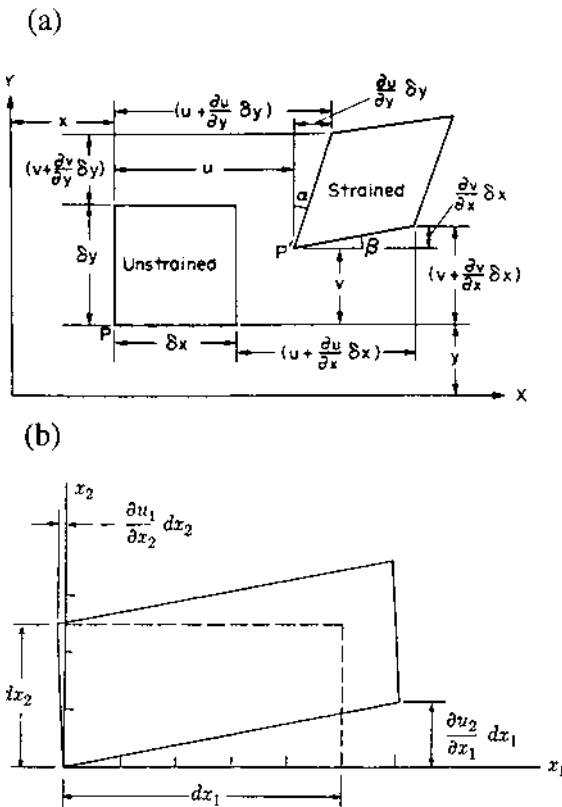 (a)
Y
x
(u + ∂u/∂y δy)
∂u/∂y δy
(v + ∂v/∂y δy)
u
α
Strained
∂v/∂x δx
δy
Unstrained
P'
β
v
(v + ∂v/∂x δx)
P
δx
(u + ∂u/∂x δx)
y
X
(b)
x₂
− ∂u₁/∂x₂ dx₂
dx₂
∂u₂/∂x₁ dx₁
x₁
dx₁